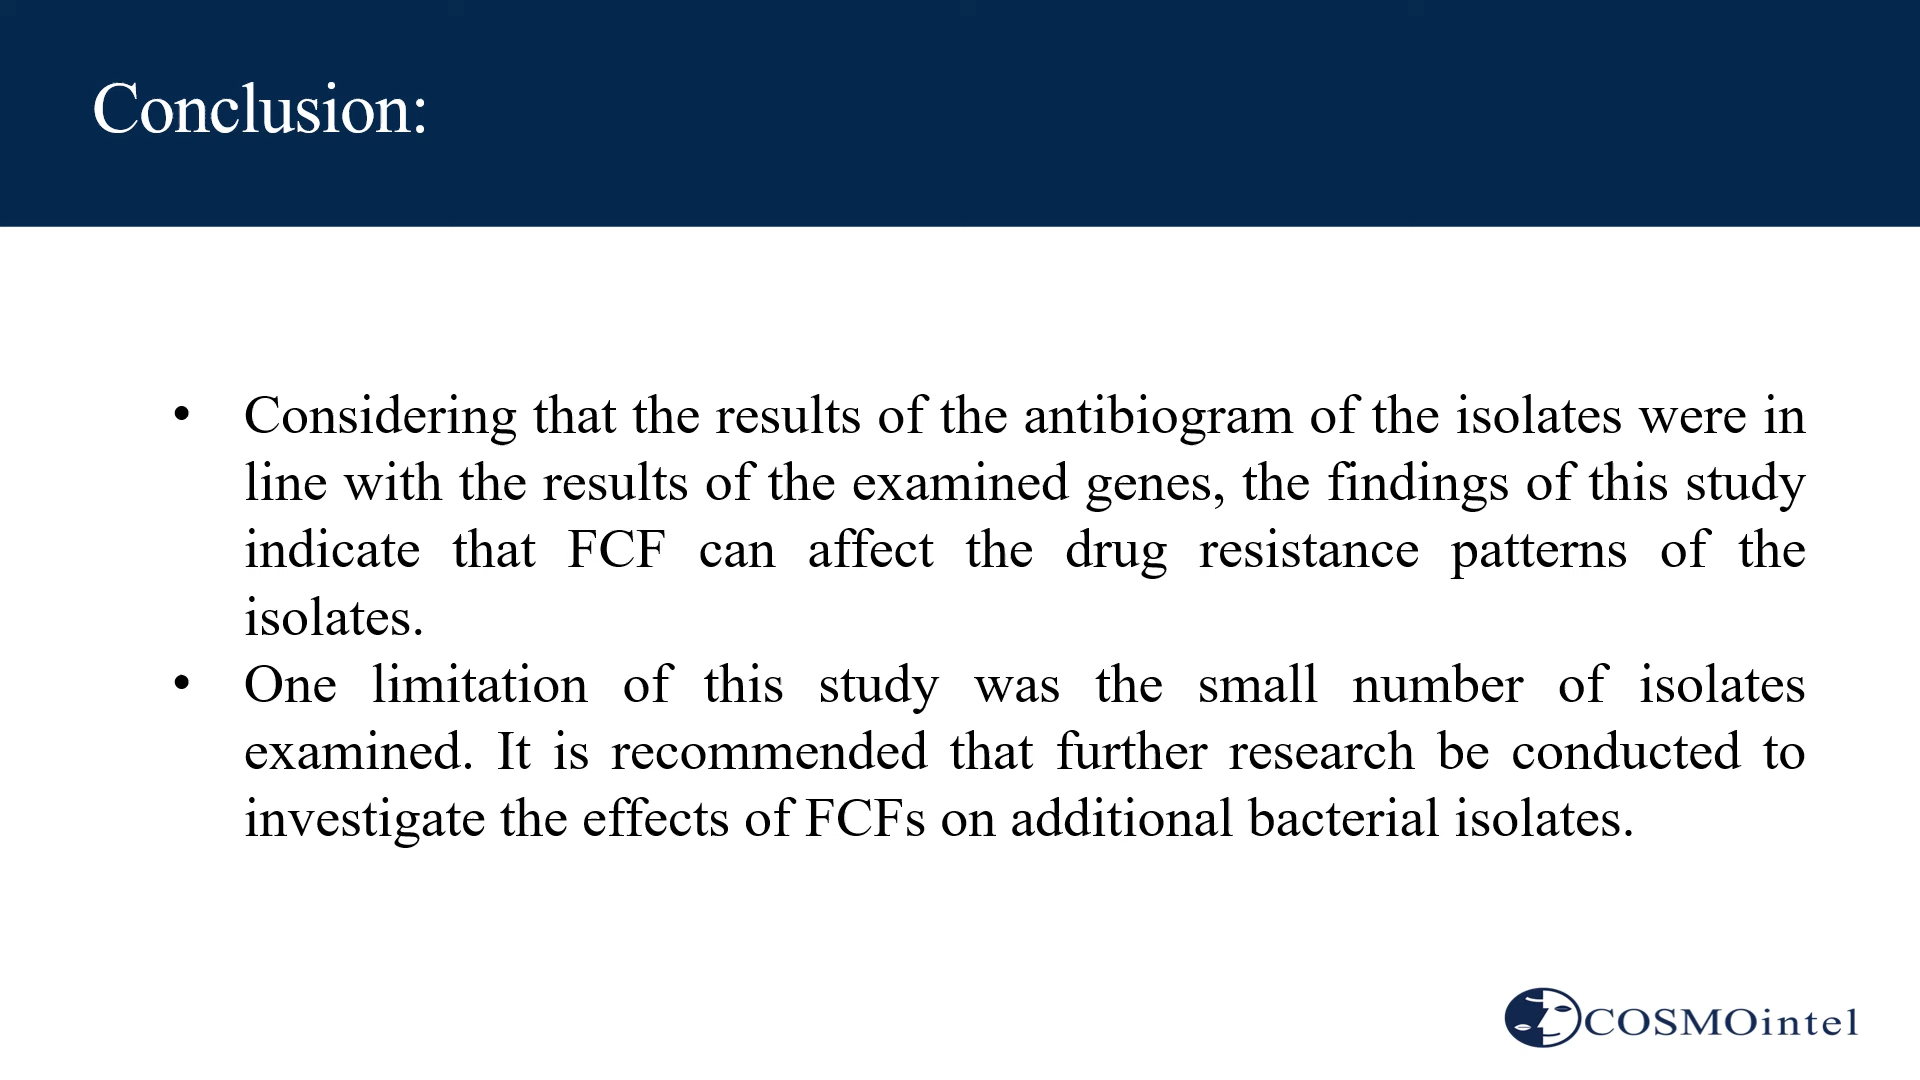 Conclusion:
• Considering that the results of the antibiogram of the isolates were in
line with the results of the examined genes, the findings of this study
indicate that FCF can affect the drug resistance patterns of the
isolates.
• One limitation of this study was the small number of isolates
examined. It is recommended that further research be conducted to
investigate the effects of FCFs on additional bacterial isolates.
COSMOintel